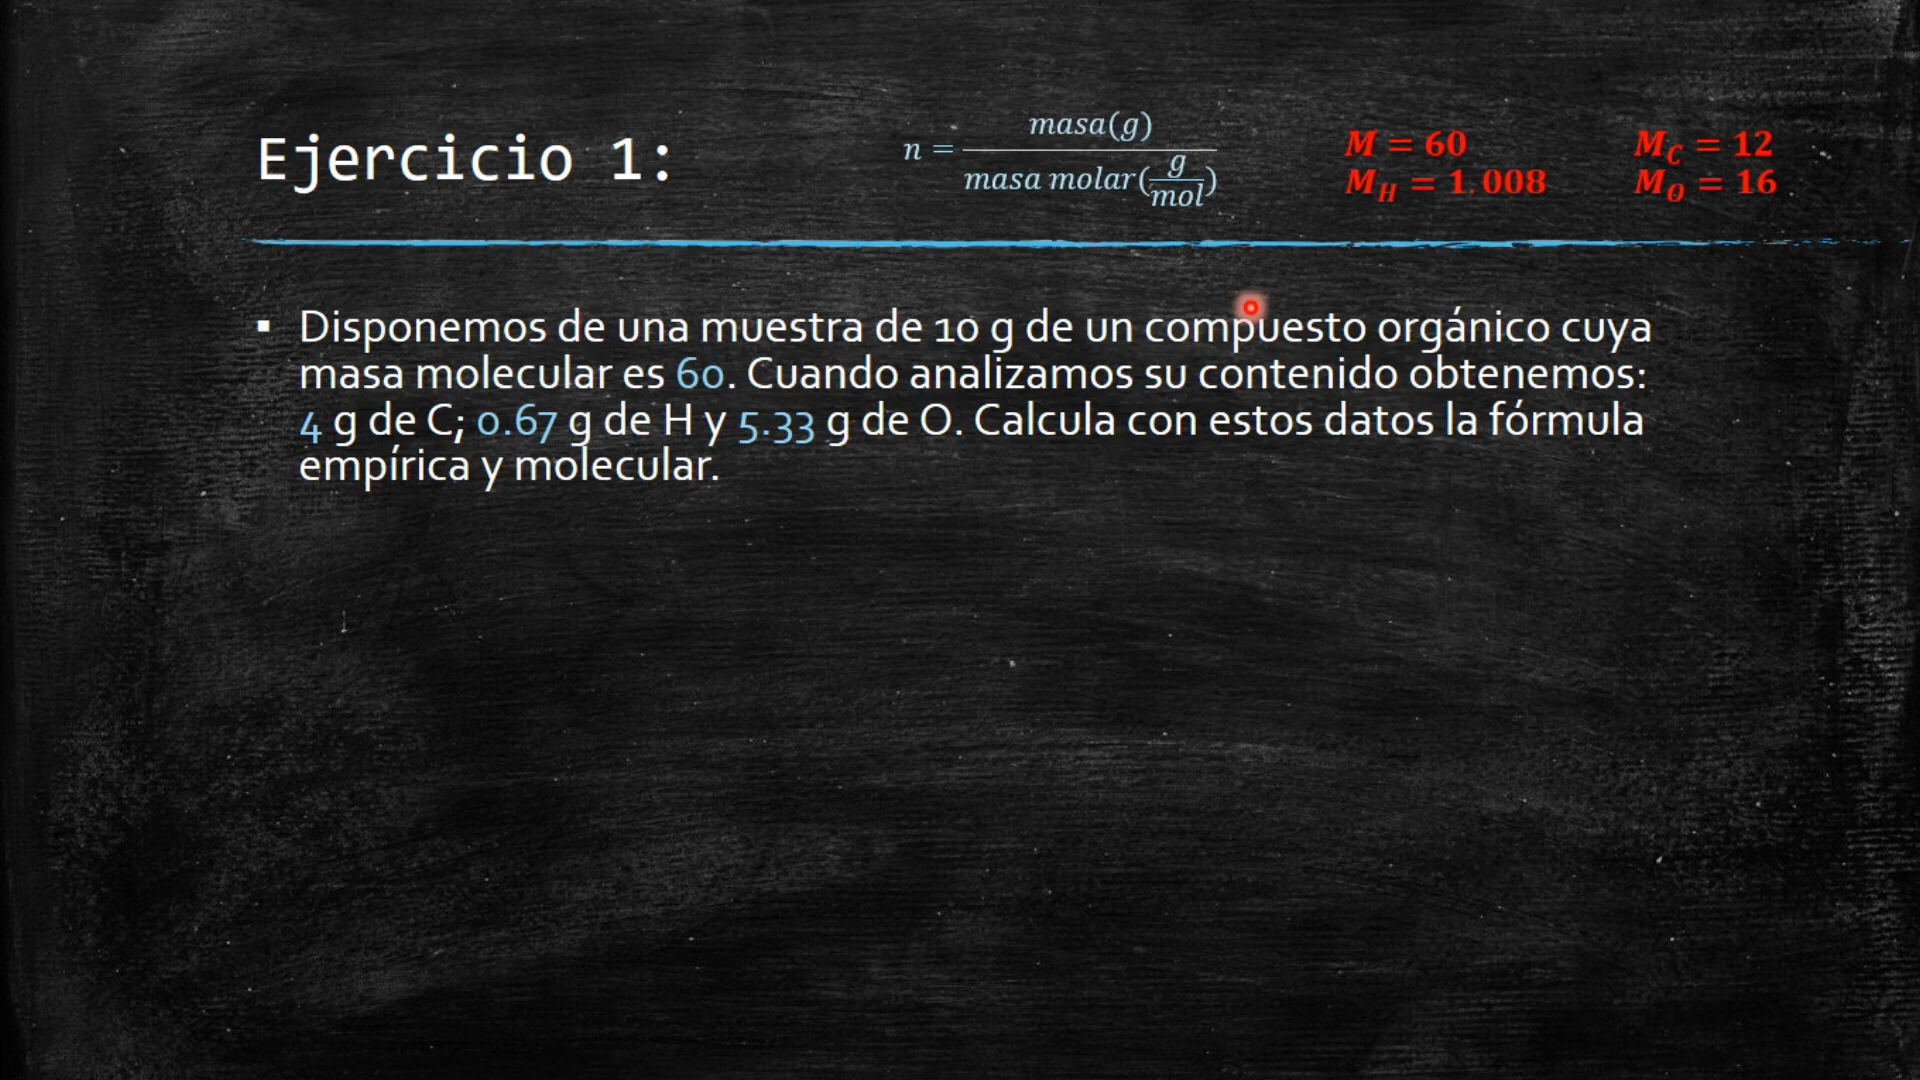 Ejercicio 1:
n = masa(g) / masa molar(g/mol)
M = 60
M_H = 1.008
M_C = 12
M_O = 16
▪ Disponemos de una muestra de 10 g de un compuesto orgánico cuya
masa molecular es 60. Cuando analizamos su contenido obtenemos:
4 g de C; 0.67 g de H y 5.33 g de O. Calcula con estos datos la fórmula
empírica y molecular.